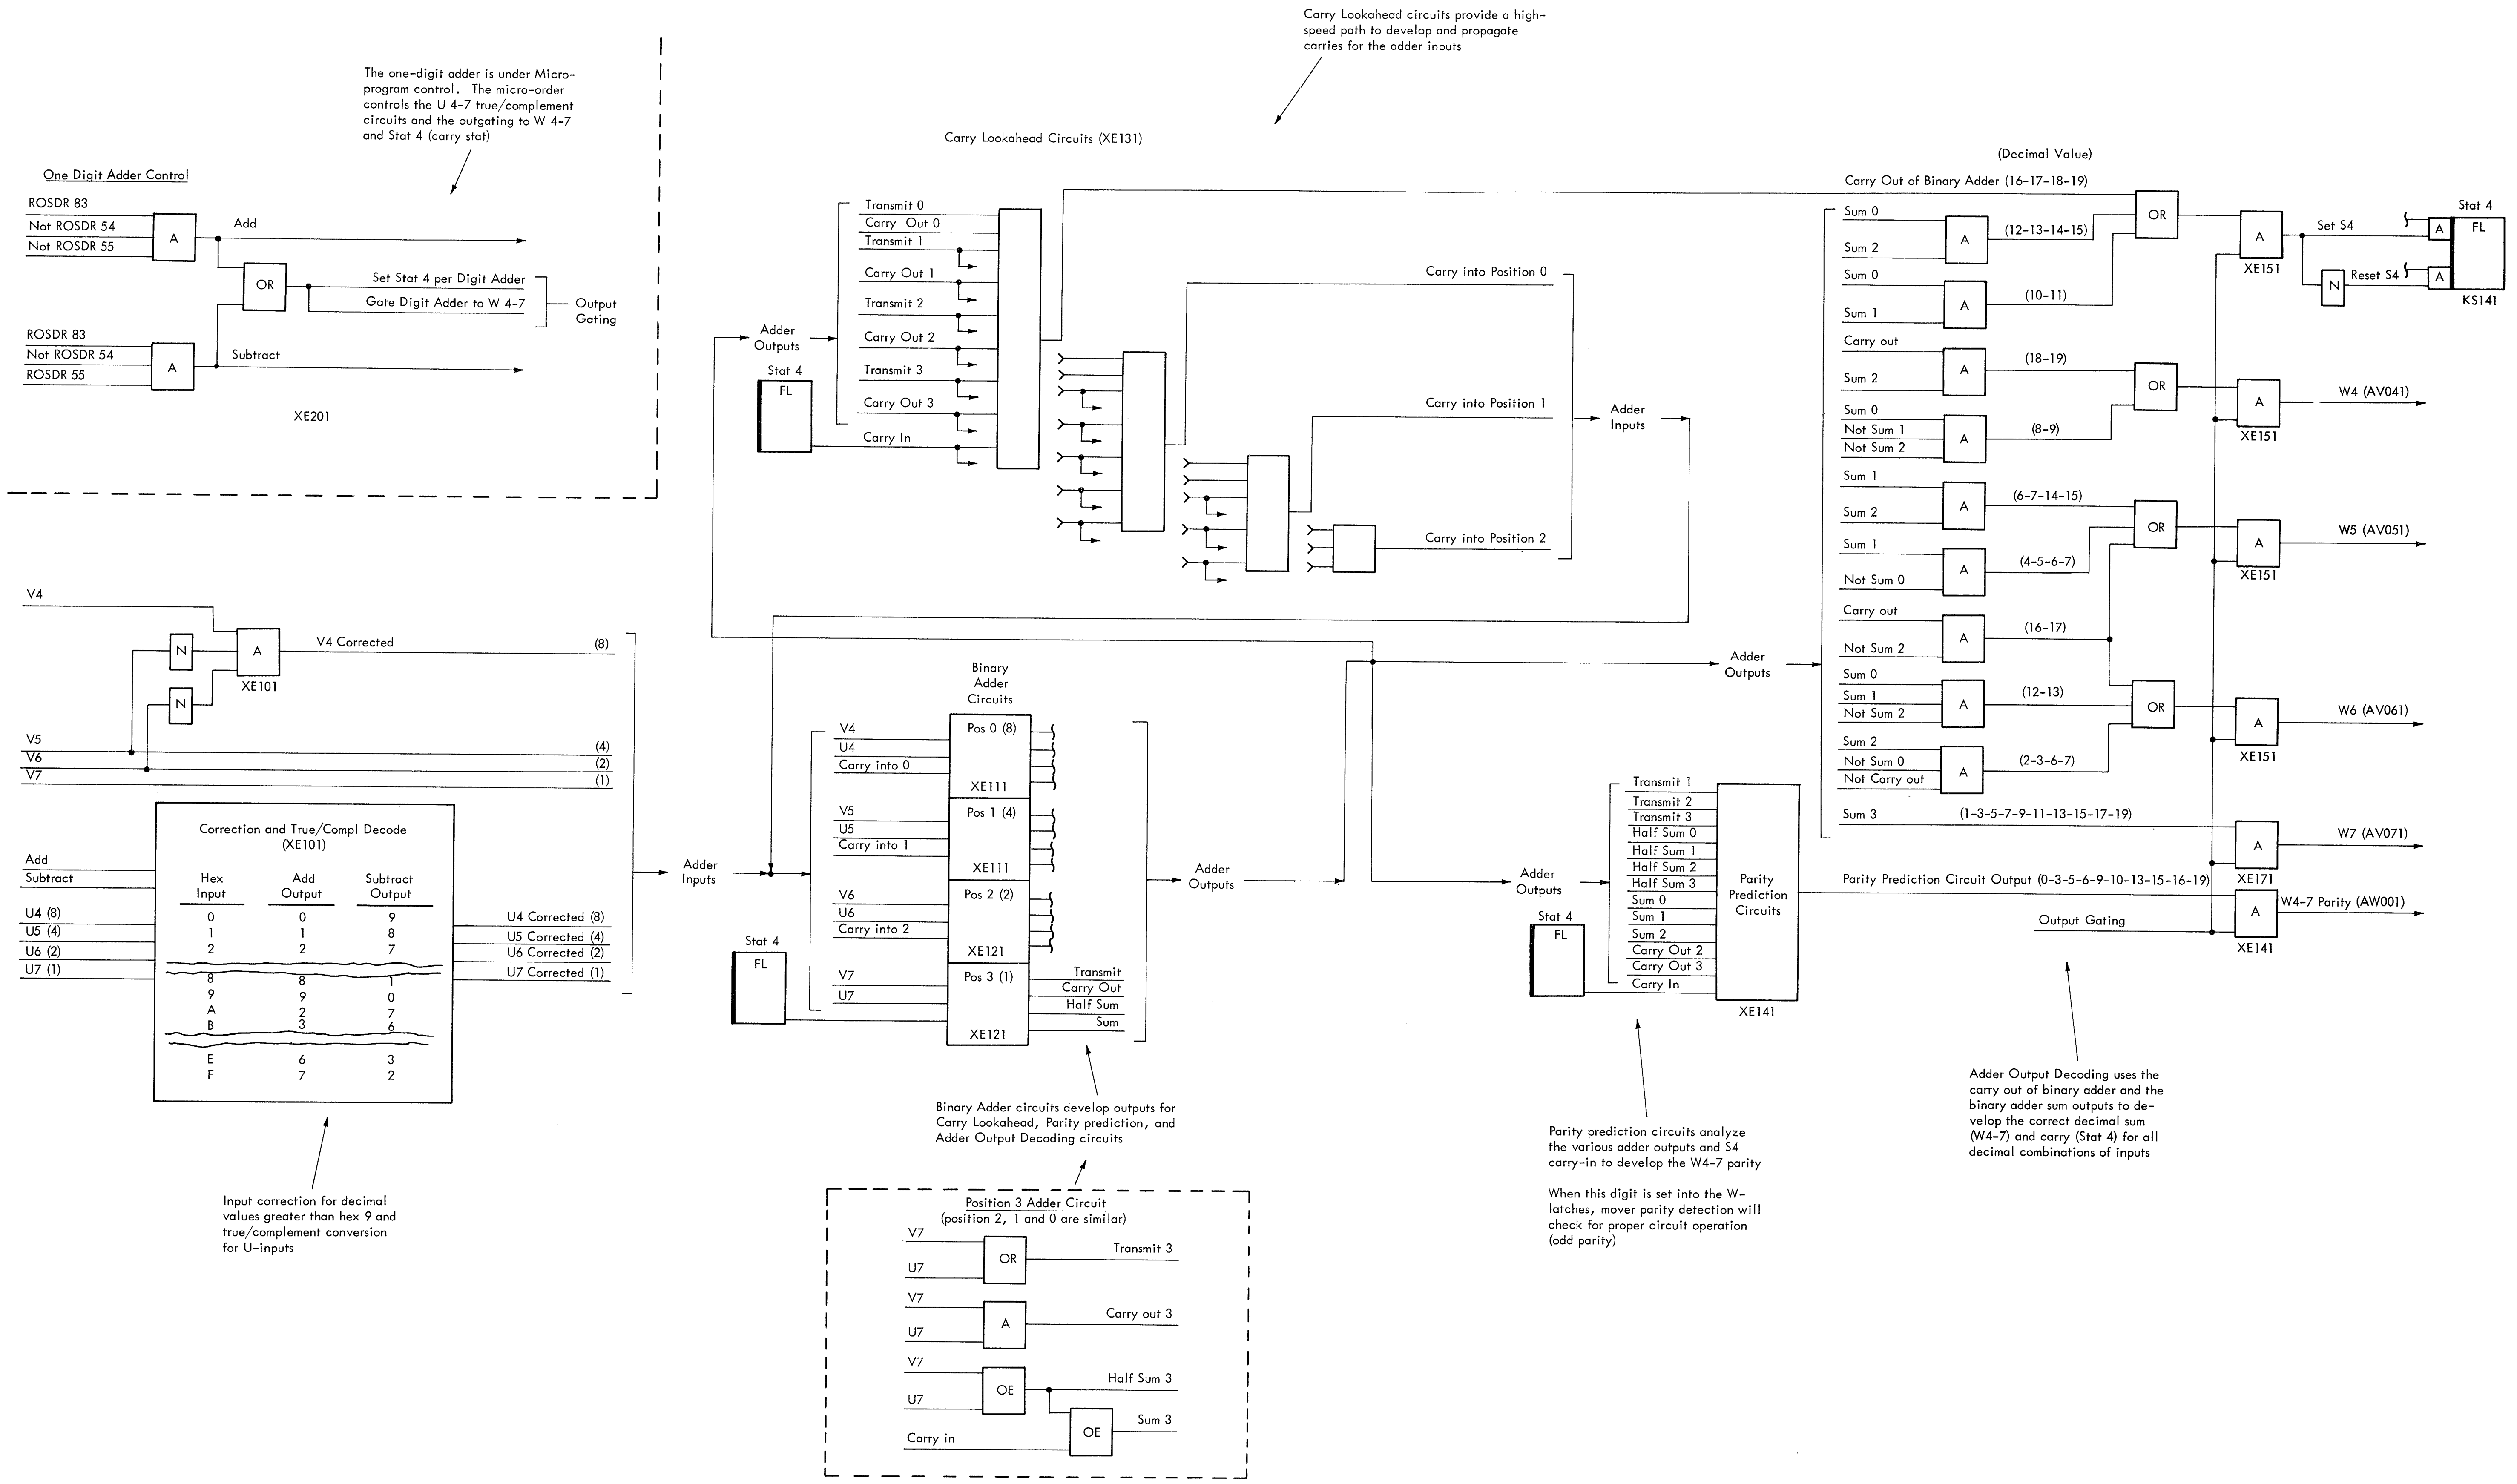 Carry Lookahead circuits provide a high-
speed path to develop and propagate
carries for the adder inputs
The one-digit adder is under Micro-
program control. The micro-order
controls the U 4-7 true/complement
circuits and the outgating to W 4-7
and Stat 4 (carry stat)
One Digit Adder Control
ROSDR 83
Not ROSDR 54
Not ROSDR 55
A
Add
OR
Set Stat 4 per Digit Adder
Gate Digit Adder to W 4-7
Output
Gating
ROSDR 83
Not ROSDR 54
ROSDR 55
A
Subtract
XE201
Carry Lookahead Circuits (XE131)
Adder
Outputs
Stat 4
FL
Transmit 0
Carry Out 0
Transmit 1
Carry Out 1
Transmit 2
Carry Out 2
Transmit 3
Carry Out 3
Carry In
Carry into Position 0
Carry into Position 1
Carry into Position 2
Adder
Inputs
V4
N
N
A
XE101
V4 Corrected
(8)
V5
(4)
V6
(2)
V7
(1)
Correction and True/Compl Decode
(XE101)
Hex
Input
Add
Output
Subtract
Output
0 0 9
1 1 8
2 2 7
8 8 1
9 9 0
A 2 7
B 3 6
E 6 3
F 7 2
Add
Subtract
U4 (8)
U5 (4)
U6 (2)
U7 (1)
U4 Corrected (8)
U5 Corrected (4)
U6 Corrected (2)
U7 Corrected (1)
Input correction for decimal
values greater than hex 9 and
true/complement conversion
for U-inputs
Adder
Inputs
Stat 4
FL
Binary
Adder
Circuits
V4
U4
Carry into 0
Pos 0 (8)
XE111
V5
U5
Carry into 1
Pos 1 (4)
XE111
V6
U6
Carry into 2
Pos 2 (2)
XE121
V7
U7
Pos 3 (1)
XE121
Transmit
Carry Out
Half Sum
Sum
Adder
Outputs
Binary Adder circuits develop outputs for
Carry Lookahead, Parity prediction, and
Adder Output Decoding circuits
Position 3 Adder Circuit
(position 2, 1 and 0 are similar)
V7
U7
OR
Transmit 3
V7
U7
A
Carry out 3
V7
U7
OE
Half Sum 3
Carry in
OE
Sum 3
Adder
Outputs
Stat 4
FL
Transmit 1
Transmit 2
Transmit 3
Half Sum 0
Half Sum 1
Half Sum 2
Half Sum 3
Sum 0
Sum 1
Sum 2
Carry Out 2
Carry Out 3
Carry In
Parity
Prediction
Circuits
XE141
Parity prediction circuits analyze
the various adder outputs and S4
carry-in to develop the W4-7 parity
When this digit is set into the W-
latches, mover parity detection will
check for proper circuit operation
(odd parity)
Adder
Outputs
(Decimal Value)
Carry Out of Binary Adder (16-17-18-19)
Sum 0
Sum 2
A
(12-13-14-15)
Sum 0
Sum 1
A
(10-11)
OR
A
XE151
Set S4
N
Reset S4
A
A
Stat 4
FL
KS141
Carry out
Sum 2
A
(18-19)
Sum 0
Not Sum 1
Not Sum 2
A
(8-9)
OR
A
XE151
W4 (AV041)
Sum 1
Sum 2
A
(6-7-14-15)
Sum 1
Not Sum 0
A
(4-5-6-7)
OR
A
XE151
W5 (AV051)
Carry out
Not Sum 2
A
(16-17)
Sum 0
Sum 1
Not Sum 2
A
(12-13)
Sum 2
Not Sum 0
Not Carry out
A
(2-3-6-7)
OR
A
XE151
W6 (AV061)
Sum 3
(1-3-5-7-9-11-13-15-17-19)
A
XE171
W7 (AV071)
Parity Prediction Circuit Output (0-3-5-6-9-10-13-15-16-19)
Output Gating
A
XE141
W4-7 Parity (AW001)
Adder Output Decoding uses the
carry out of binary adder and the
binary adder sum outputs to de-
velop the correct decimal sum
(W4-7) and carry (Stat 4) for all
decimal combinations of inputs